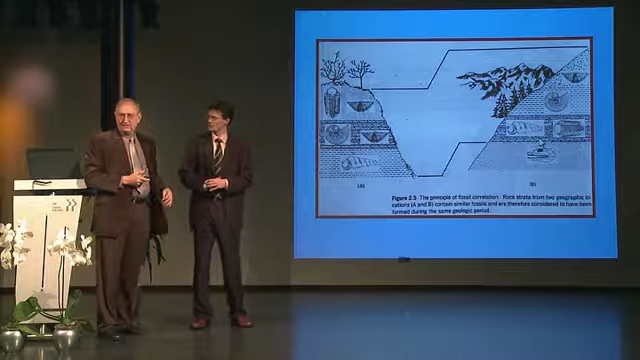 (A)
(B)
Figure 2.5 The principle of fossil correlation. Rock strata from two geographic lo-
cations (A and B) contain similar fossils and are therefore considered to have been
formed during the same geologic period.